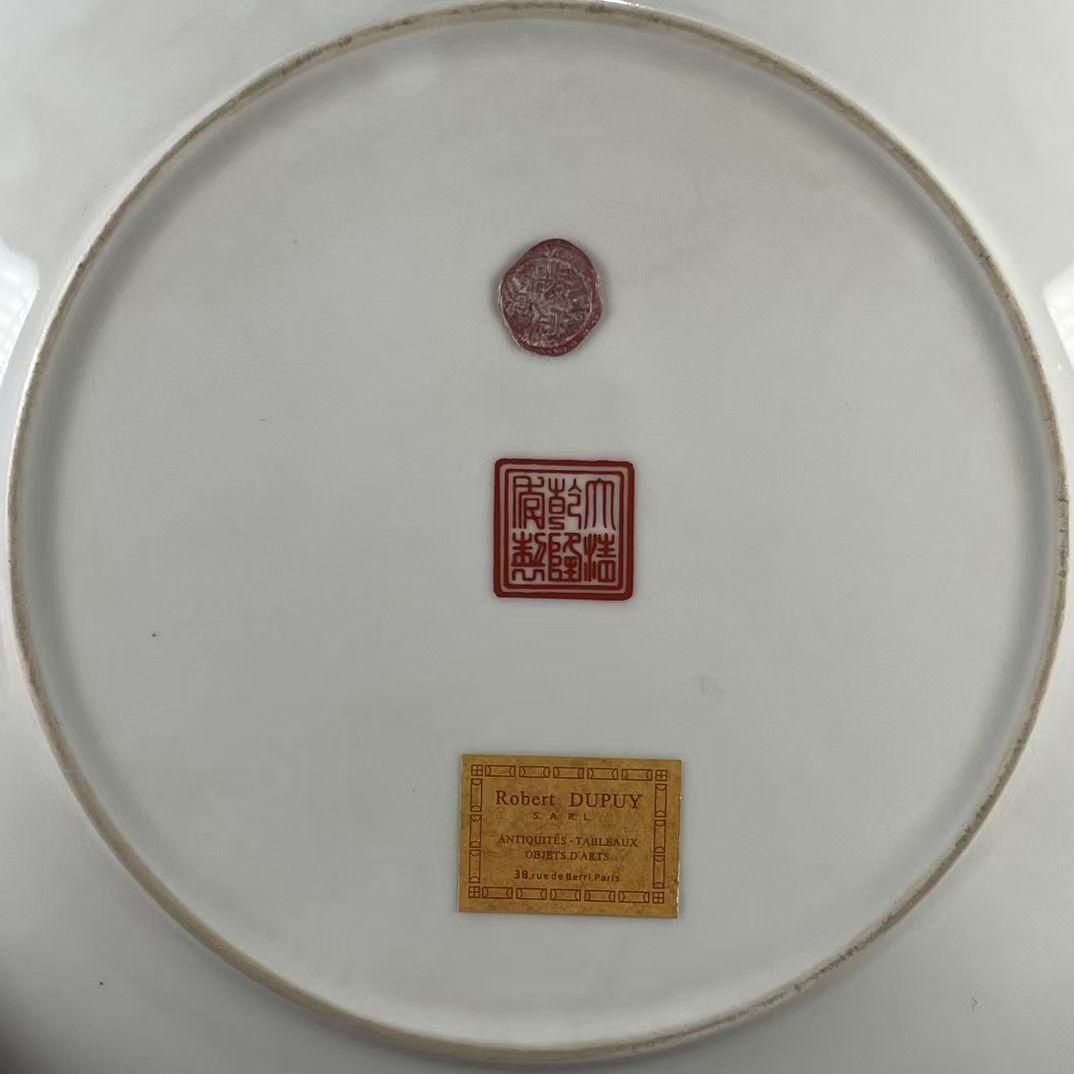 大清
乾隆
年製
Robert DUPUY
S. A. R. L.
ANTIQUITÉS - TABLEAUX
OBJETS D'ARTS
38, rue de Berri, Paris